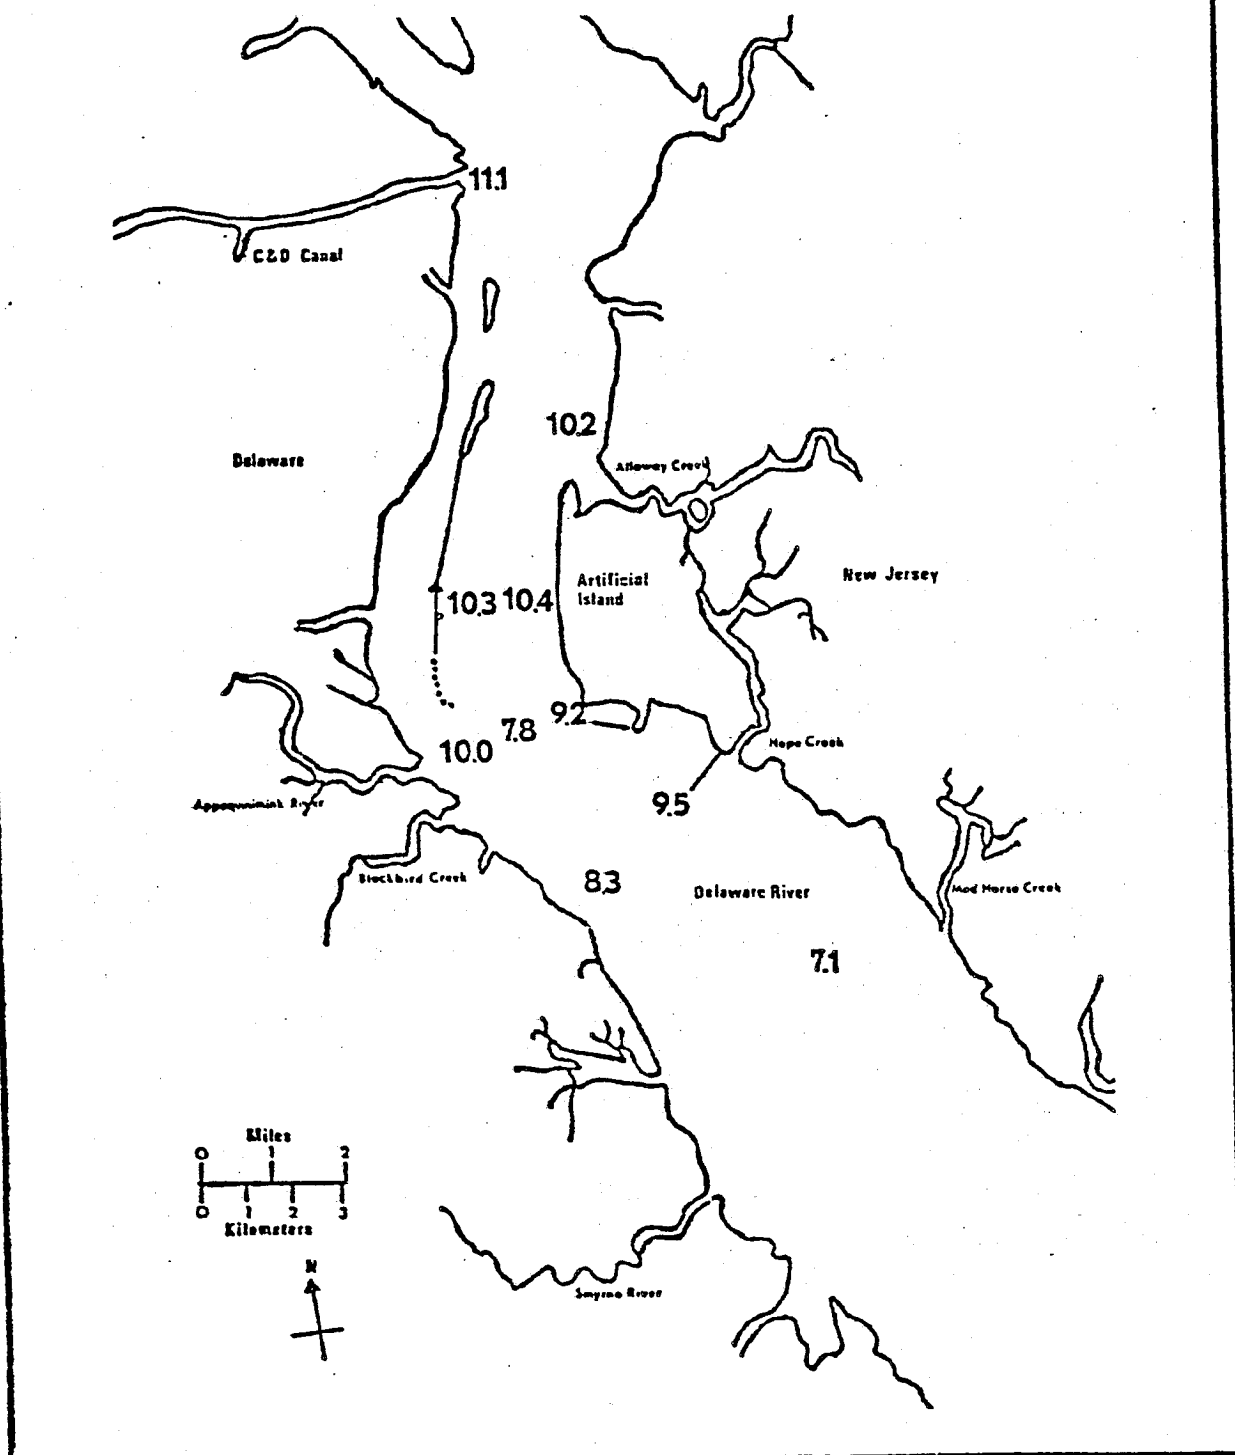 11.1
C&D Canal
10.2
Delaware
Alloway Creek
New Jersey
Artificial
Island
10.3 10.4
9.2
7.8
10.0
Hope Creek
9.5
Appoquinimink River
8.3
Blackbird Creek
Delaware River
Mad Horse Creek
7.1
Miles
0 1 2
0 1 2 3
Kilometers
N
Smyrna River